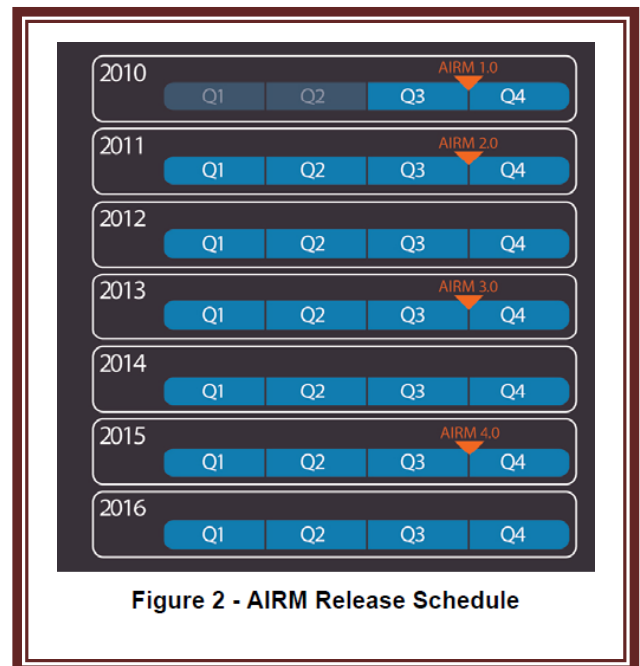 2010
AIRM 1.0
Q1 Q2 Q3 Q4
2011
AIRM 2.0
Q1 Q2 Q3 Q4
2012
Q1 Q2 Q3 Q4
2013
AIRM 3.0
Q1 Q2 Q3 Q4
2014
Q1 Q2 Q3 Q4
2015
AIRM 4.0
Q1 Q2 Q3 Q4
2016
Q1 Q2 Q3 Q4
Figure 2 - AIRM Release Schedule